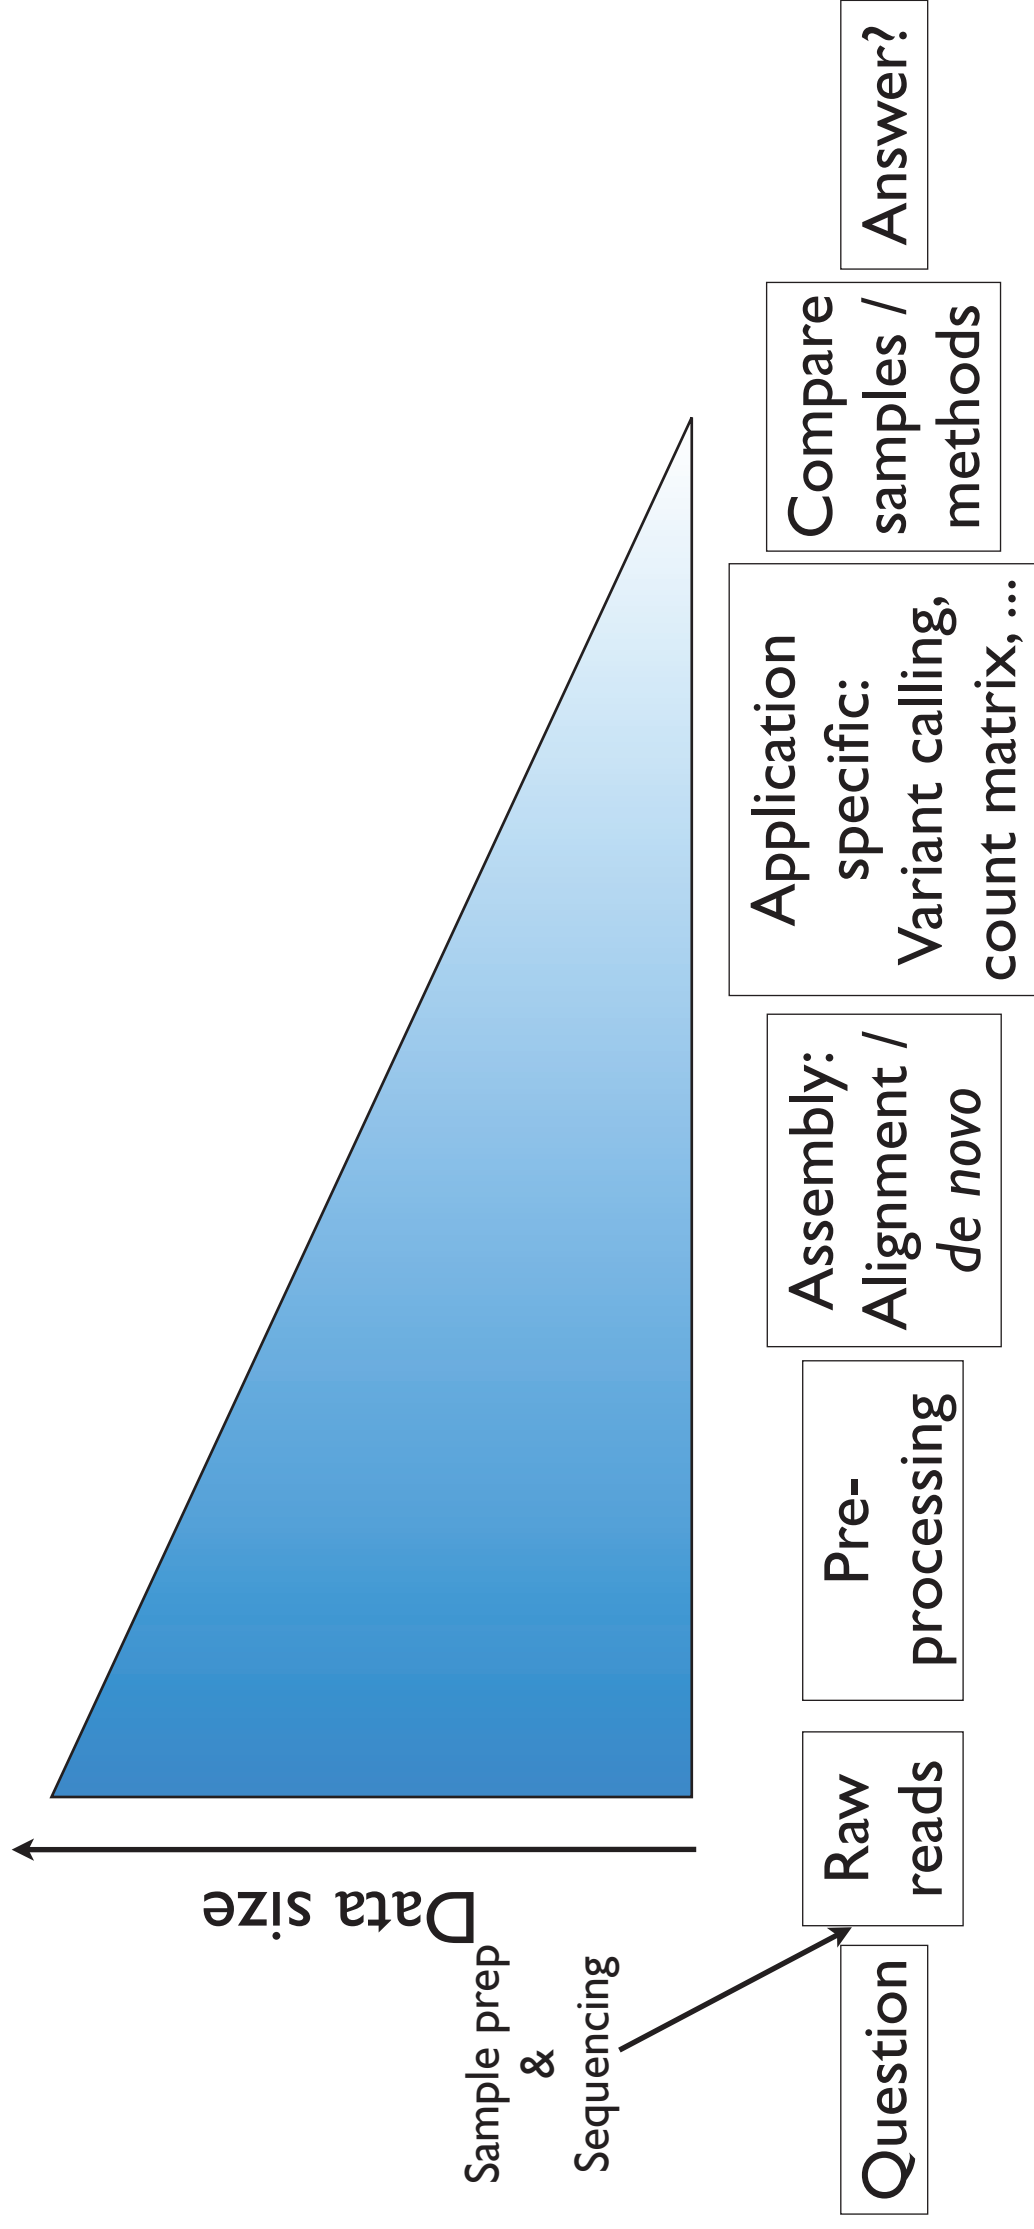 Data size
Sample prep
&
Sequencing
Question
Raw
reads
Pre-
processing
Assembly:
Alignment /
de novo
Application
specific:
Variant calling,
count matrix, ...
Compare
samples /
methods
Answer?